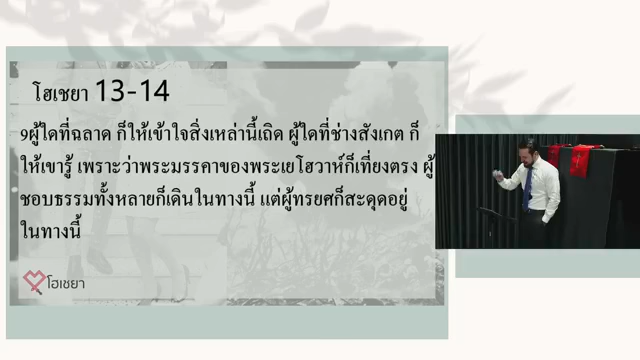 โฮเชยา 13-14
9ผู้ใดที่ฉลาด ก็ให้เข้าใจสิ่งเหล่านี้เถิด ผู้ใดที่ช่างสังเกต ก็
ให้เขารู้ เพราะว่าพระมรรคาของพระเยโฮวาห์ก็เที่ยงตรง ผู้
ชอบธรรมทั้งหลายก็เดินในทางนี้ แต่ผู้ทรยศก็สะดุดอยู่
ในทางนี้
โฮเชยา